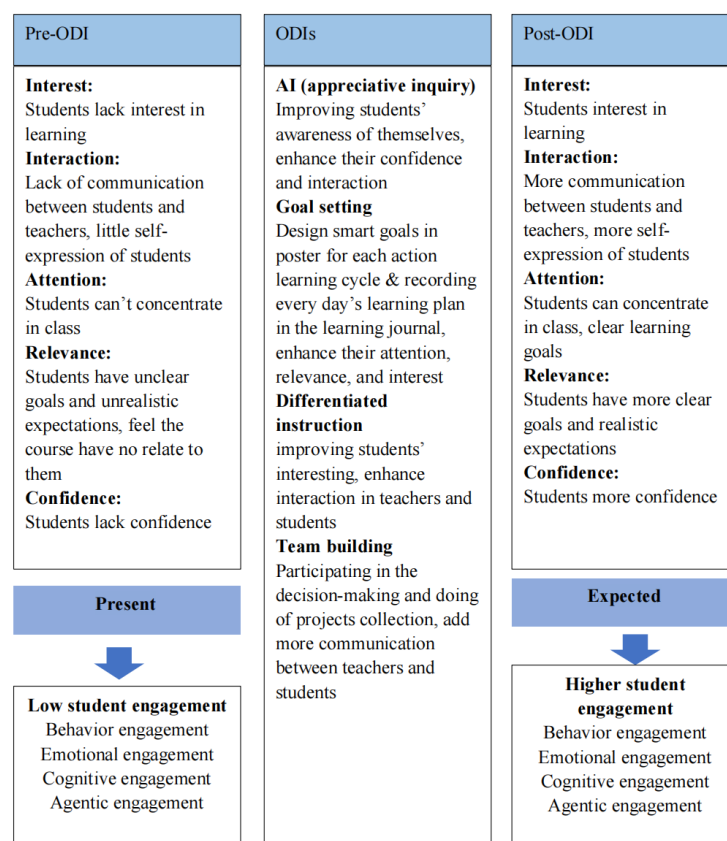 Pre-ODI
Interest:
Students lack interest in
learning
Interaction:
Lack of communication
between students and
teachers, little self-
expression of students
Attention:
Students can’t concentrate
in class
Relevance:
Students have unclear
goals and unrealistic
expectations, feel the
course have no relate to
them
Confidence:
Students lack confidence
Present
Low student engagement
Behavior engagement
Emotional engagement
Cognitive engagement
Agentic engagement
ODIs
AI (appreciative inquiry)
Improving students’
awareness of themselves,
enhance their confidence
and interaction
Goal setting
Design smart goals in
poster for each action
learning cycle & recording
every day’s learning plan
in the learning journal,
enhance their attention,
relevance, and interest
Differentiated
instruction
improving students’
interesting, enhance
interaction in teachers and
students
Team building
Participating in the
decision-making and doing
of projects collection, add
more communication
between teachers and
students
Post-ODI
Interest:
Students interest in
learning
Interaction:
More communication
between students and
teachers, more self-
expression of students
Attention:
Students can concentrate
in class, clear learning
goals
Relevance:
Students have more clear
goals and realistic
expectations
Confidence:
Students more confidence
Expected
Higher student
engagement
Behavior engagement
Emotional engagement
Cognitive engagement
Agentic engagement